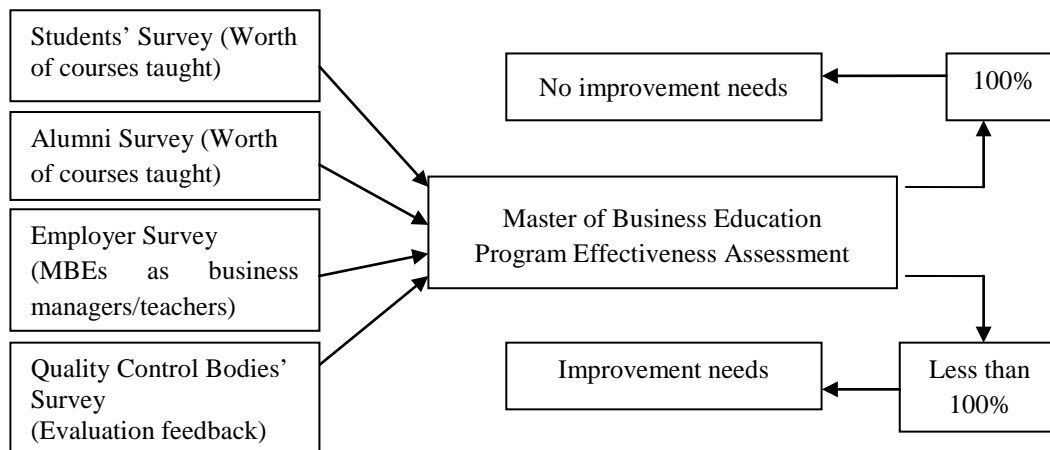 Students' Survey (Worth
of courses taught)
Alumni Survey (Worth
of courses taught)
Employer Survey
(MBEs as business
managers/teachers)
Quality Control Bodies'
Survey
(Evaluation feedback)
Master of Business Education
Program Effectiveness Assessment
No improvement needs
100%
Improvement needs
Less than
100%